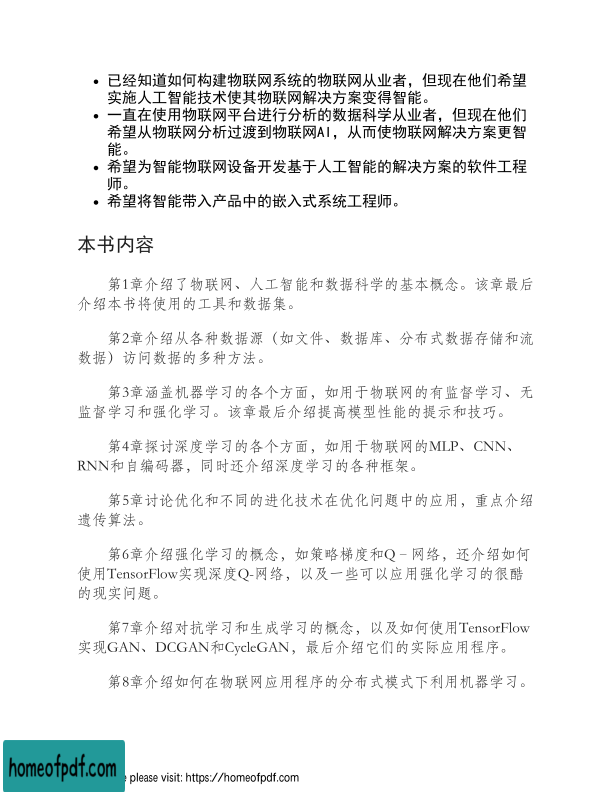 • 已经知道如何构建物联网系统的物联网从业者，但现在他们希望
实施人工智能技术使其物联网解决方案变得智能。
• 一直在使用物联网平台进行分析的数据科学从业者，但现在他们
希望从物联网分析过渡到物联网AI，从而使物联网解决方案更智
能。
• 希望为智能物联网设备开发基于人工智能的解决方案的软件工程
师。
• 希望将智能带入产品中的嵌入式系统工程师。
本书内容
第1章介绍了物联网、人工智能和数据科学的基本概念。该章最后
介绍本书将使用的工具和数据集。
第2章介绍从各种数据源（如文件、数据库、分布式数据存储和流
数据）访问数据的多种方法。
第3章涵盖机器学习的各个方面，如用于物联网的有监督学习、无
监督学习和强化学习。该章最后介绍提高模型性能的提示和技巧。
第4章探讨深度学习的各个方面，如用于物联网的MLP、CNN、
RNN和自编码器，同时还介绍深度学习的各种框架。
第5章讨论优化和不同的进化技术在优化问题中的应用，重点介绍
遗传算法。
第6章介绍强化学习的概念，如策略梯度和Q–网络，还介绍如何
使用TensorFlow实现深度Q-网络，以及一些可以应用强化学习的很酷
的现实问题。
第7章介绍对抗学习和生成学习的概念，以及如何使用TensorFlow
实现GAN、DCGAN和CycleGAN，最后介绍它们的实际应用程序。
第8章介绍如何在物联网应用程序的分布式模式下利用机器学习。
homeofpdf.com
please visit: https://homeofpdf.com